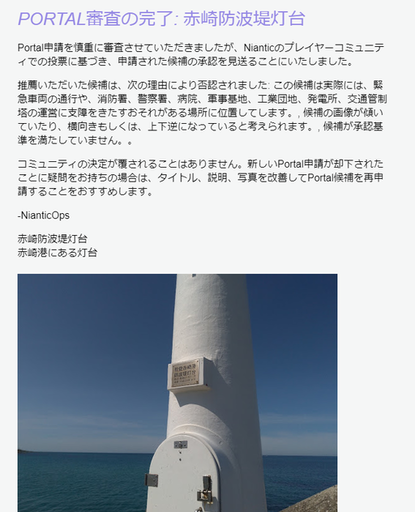 PORTAL審査の完了: 赤崎防波堤灯台
Portal申請を慎重に審査させていただきましたが、Nianticのプレイヤーコミュニテ
ィでの投票に基づき、申請された候補の承認を見送ることにいたしました。
推薦いただいた候補は、次の理由により否認されました: この候補は実際には、緊
急車両の通行や、消防署、警察署、病院、軍事基地、工業団地、発電所、交通管制
塔の運営に支障をきたすおそれがある場所に位置してします。, 候補の画像が傾い
ていたり、横向きもしくは、上下逆になっていると考えられます。, 候補が承認基
準を満たしていません。。
コミュニティの決定が覆されることはありません。新しいPortal申請が却下された
ことに疑問をお持ちの場合は、タイトル、説明、写真を改善してPortal候補を再申
請することをおすすめします。
-NianticOps
赤崎防波堤灯台
赤崎港にある灯台